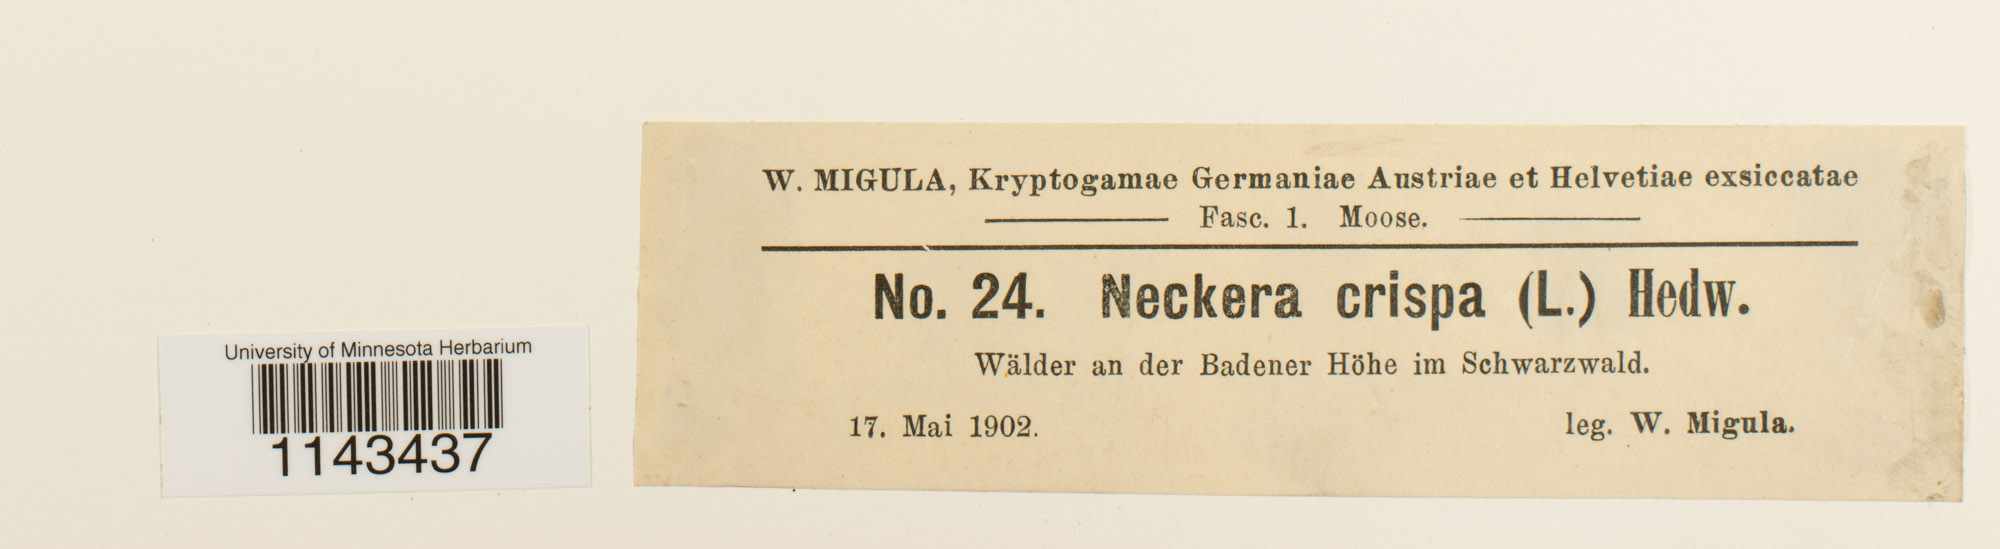 W. MIGULA, Kryptogamae Germaniae Austriae et Helvetiae exsiccatae
Fasc. 1. Moose.
No. 24. Neckera crispa (L.) Hedw.
Wälder an der Badener Höhe im Schwarzwald.
17. Mai 1902. leg. W. Migula.
University of Minnesota Herbarium
1143437